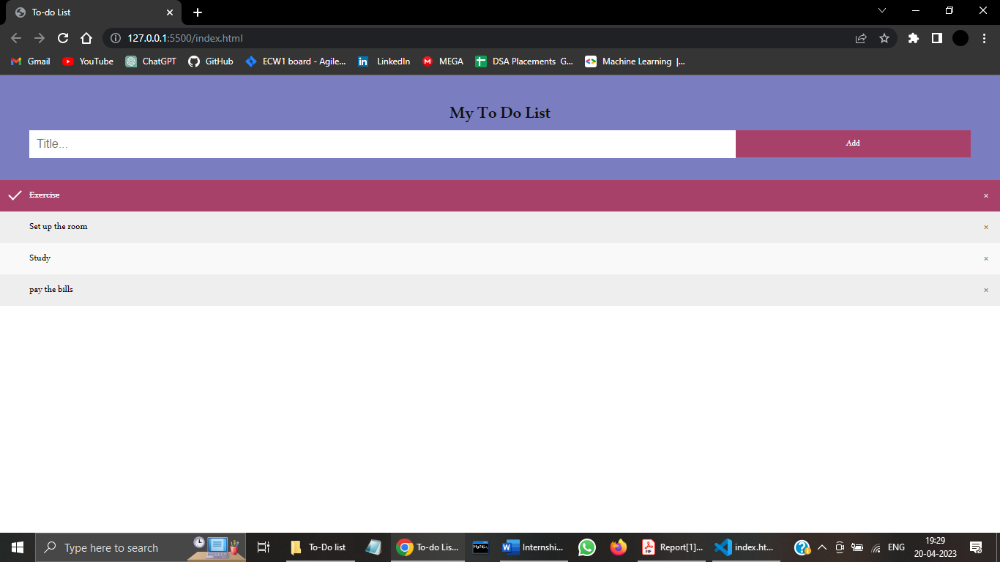 To-do List
127.0.0.1:5500/index.html
Gmail YouTube ChatGPT GitHub ECW1 board - Agile... LinkedIn MEGA DSA Placements G... Machine Learning |...
My To Do List
Title... Add
Exercise ×
Set up the room ×
Study ×
pay the bills ×
Type here to search To-Do list To-do Lis... Internshi... Report[1]... index.ht... ENG 19:29
20-04-2023